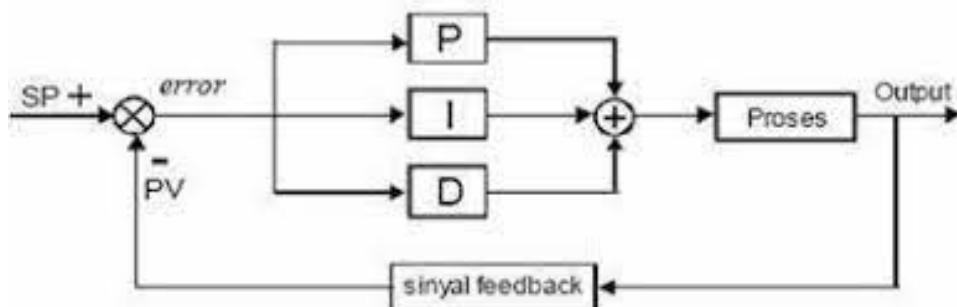 SP +
error
P
I
D
+
Proses
Output
-
PV
sinyal feedback